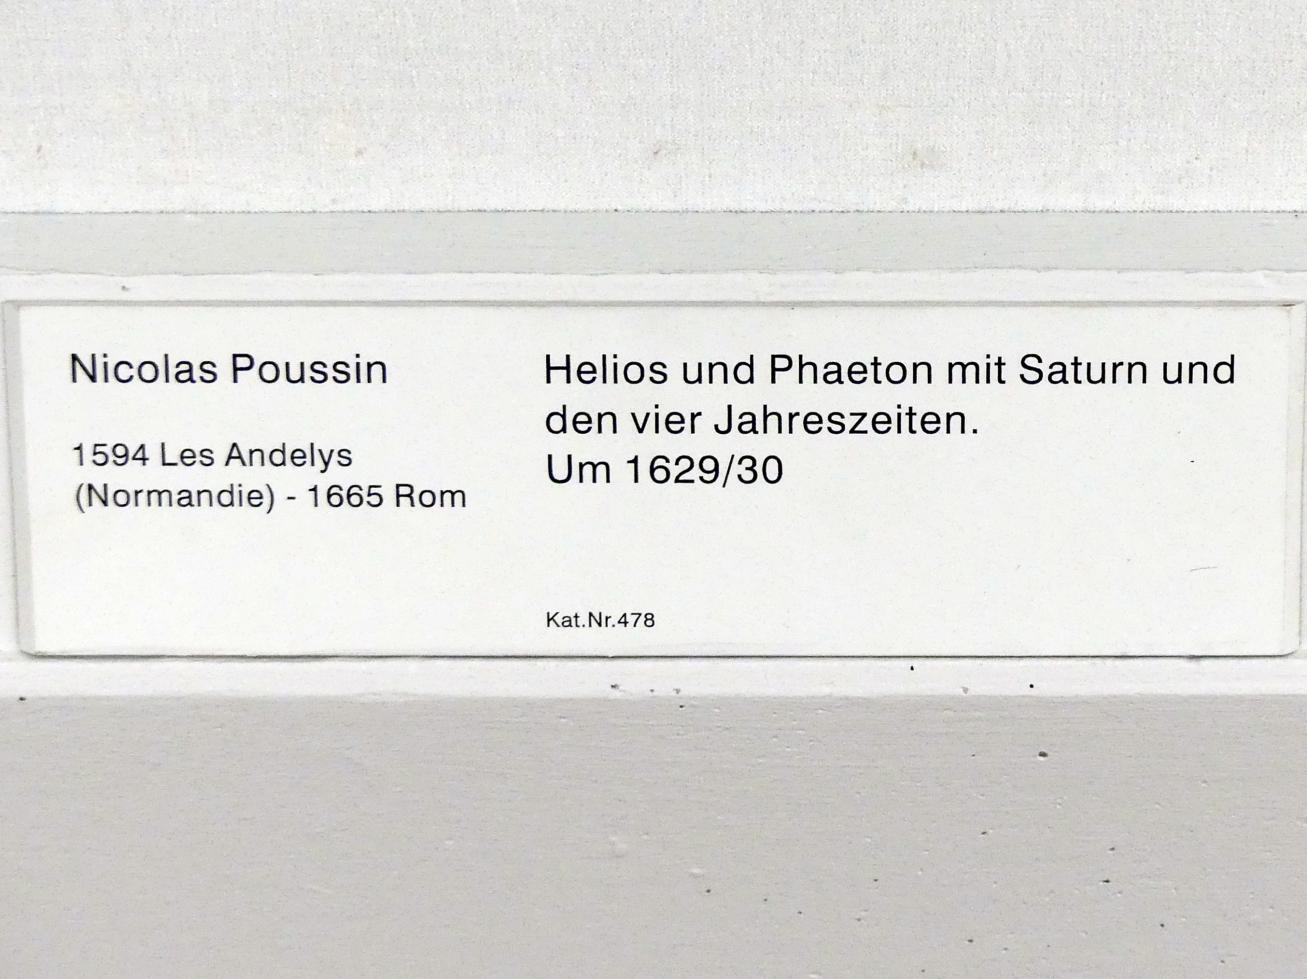 Nicolas Poussin
1594 Les Andelys
(Normandie) - 1665 Rom
Helios und Phaeton mit Saturn und
den vier Jahreszeiten.
Um 1629/30
Kat.Nr.478